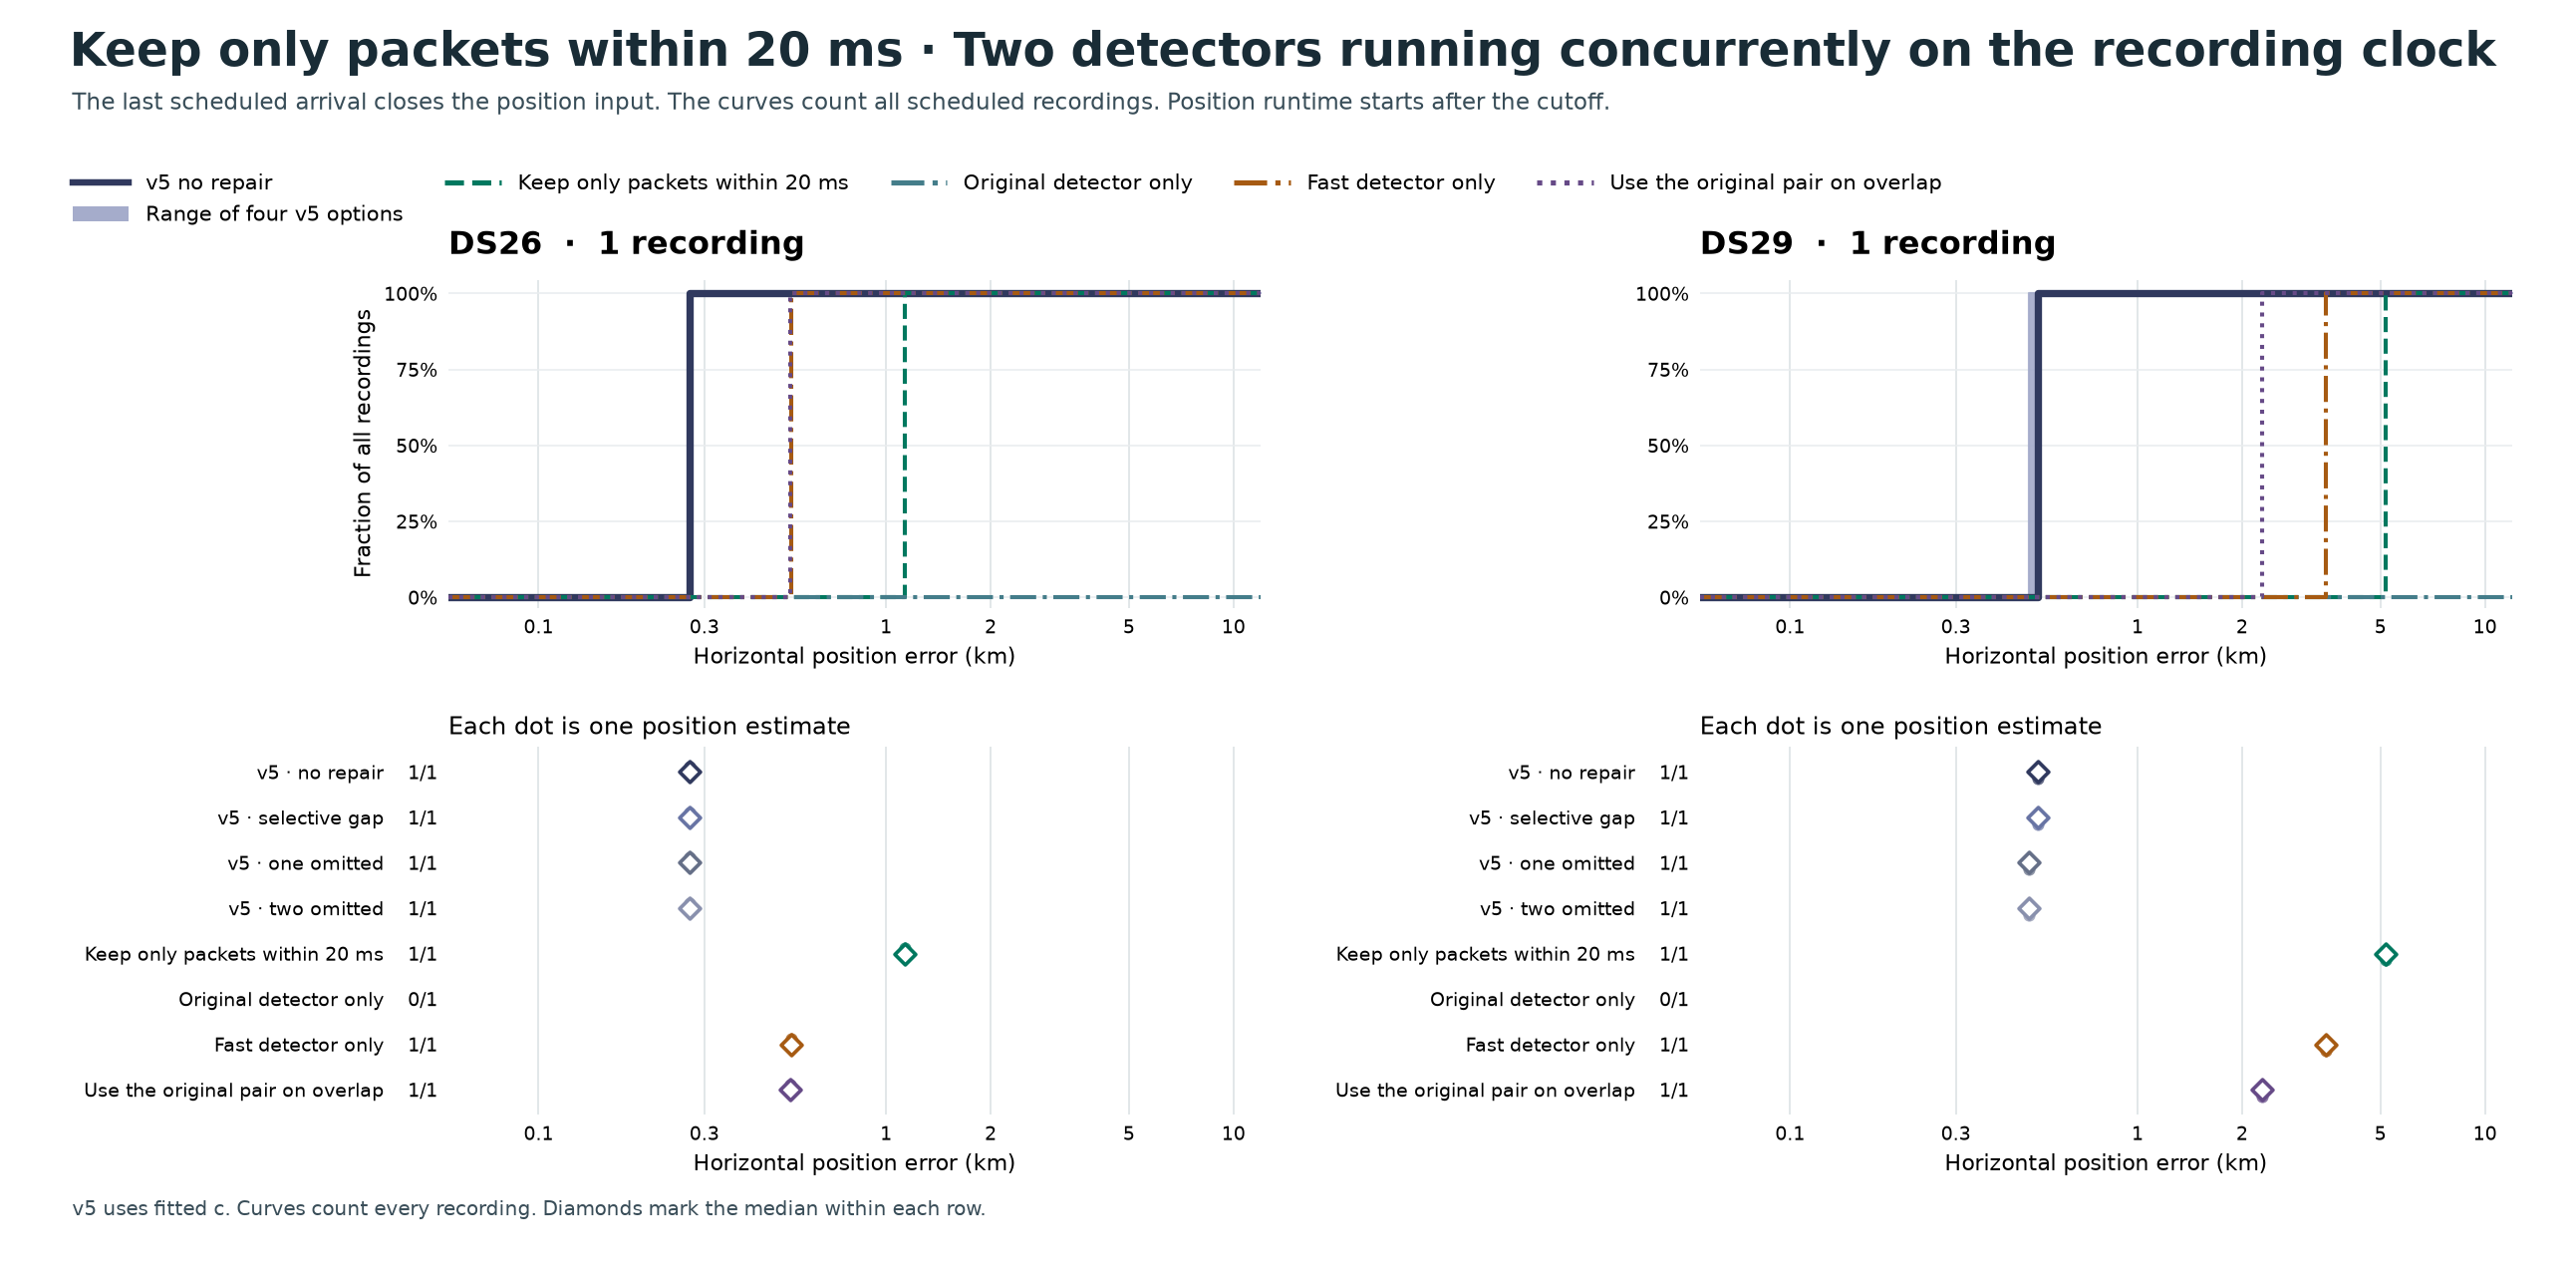 Keep only packets within 20 ms · Two detectors running concurrently on the recording clock
The last scheduled arrival closes the position input. The curves count all scheduled recordings. Position runtime starts after the cutoff.
v5 no repair
Range of four v5 options
Keep only packets within 20 ms
Original detector only
Fast detector only
Use the original pair on overlap
DS26 · 1 recording
Fraction of all recordings
100%
75%
50%
25%
0%
0.1 0.3 1 2 5 10
Horizontal position error (km)
DS29 · 1 recording
100%
75%
50%
25%
0%
0.1 0.3 1 2 5 10
Horizontal position error (km)
Each dot is one position estimate
v5 · no repair 1/1
v5 · selective gap 1/1
v5 · one omitted 1/1
v5 · two omitted 1/1
Keep only packets within 20 ms 1/1
Original detector only 0/1
Fast detector only 1/1
Use the original pair on overlap 1/1
0.1 0.3 1 2 5 10
Horizontal position error (km)
Each dot is one position estimate
v5 · no repair 1/1
v5 · selective gap 1/1
v5 · one omitted 1/1
v5 · two omitted 1/1
Keep only packets within 20 ms 1/1
Original detector only 0/1
Fast detector only 1/1
Use the original pair on overlap 1/1
0.1 0.3 1 2 5 10
Horizontal position error (km)
v5 uses fitted c. Curves count every recording. Diamonds mark the median within each row.